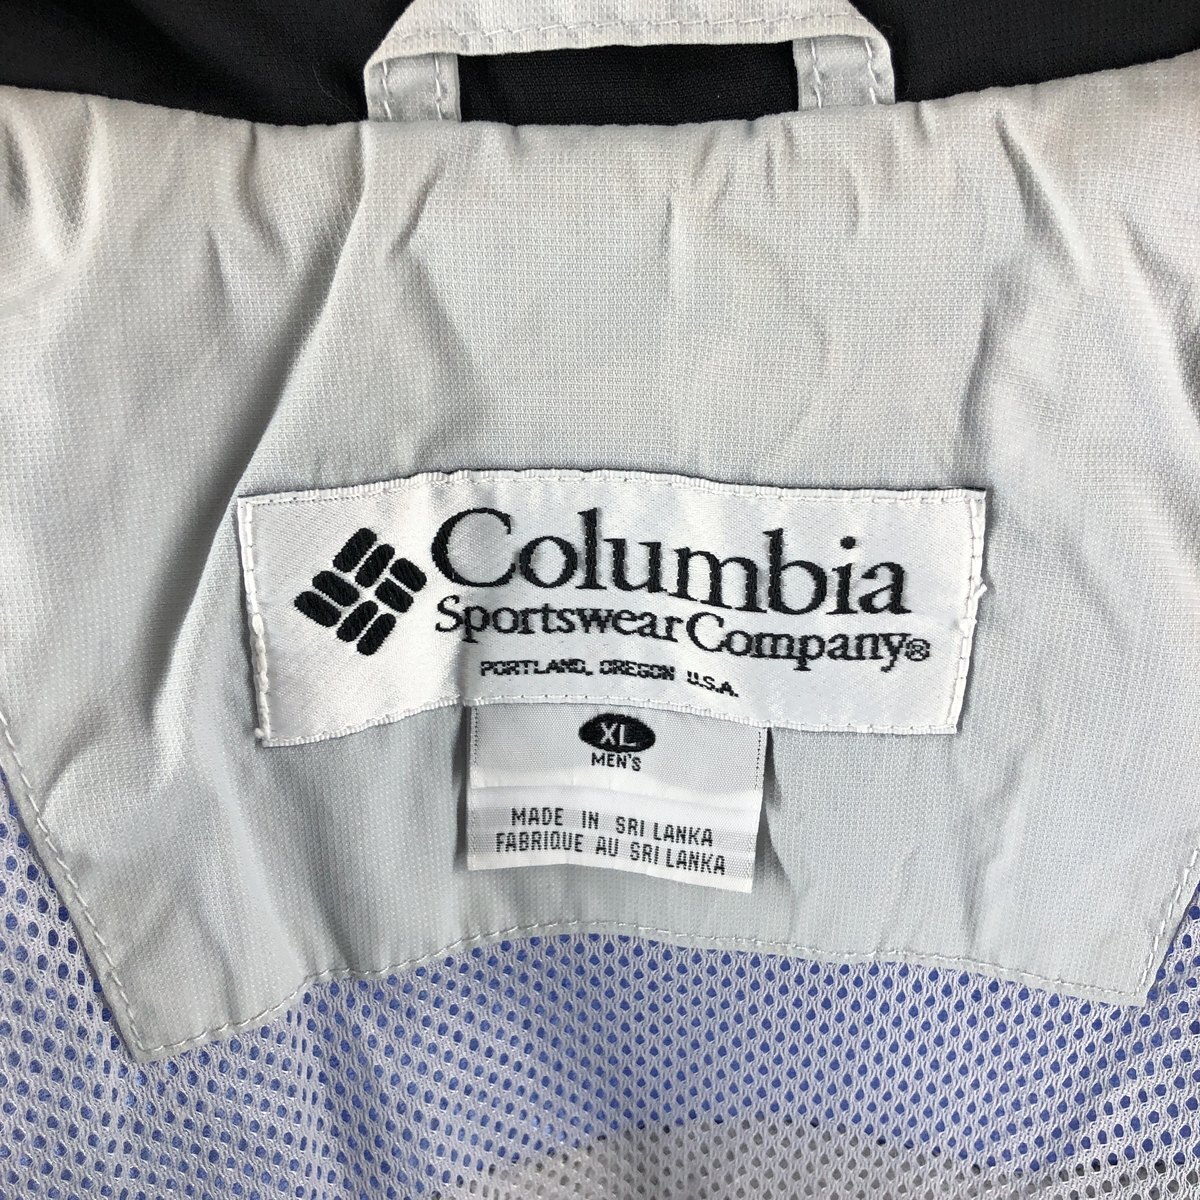 Columbia
Sportswear Company®
PORTLAND, OREGON U.S.A.
XL
MEN'S
MADE IN SRI LANKA
FABRIQUE AU SRI LANKA